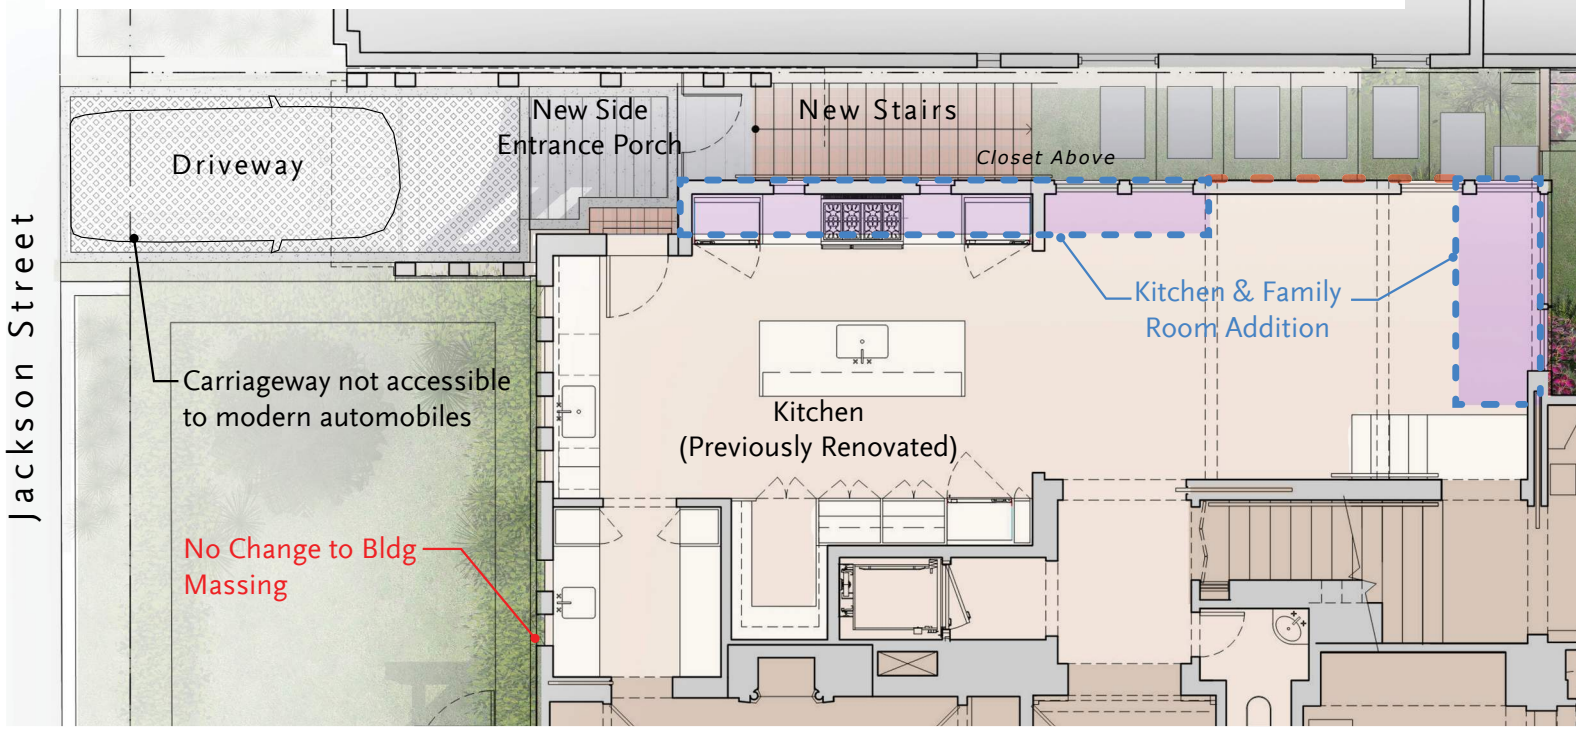 New Side
Entrance Porch
New Stairs
Closet Above
Driveway
Jackson Street
Kitchen & Family
Room Addition
Carriageway not accessible
to modern automobiles
Kitchen
(Previously Renovated)
No Change to Bldg
Massing